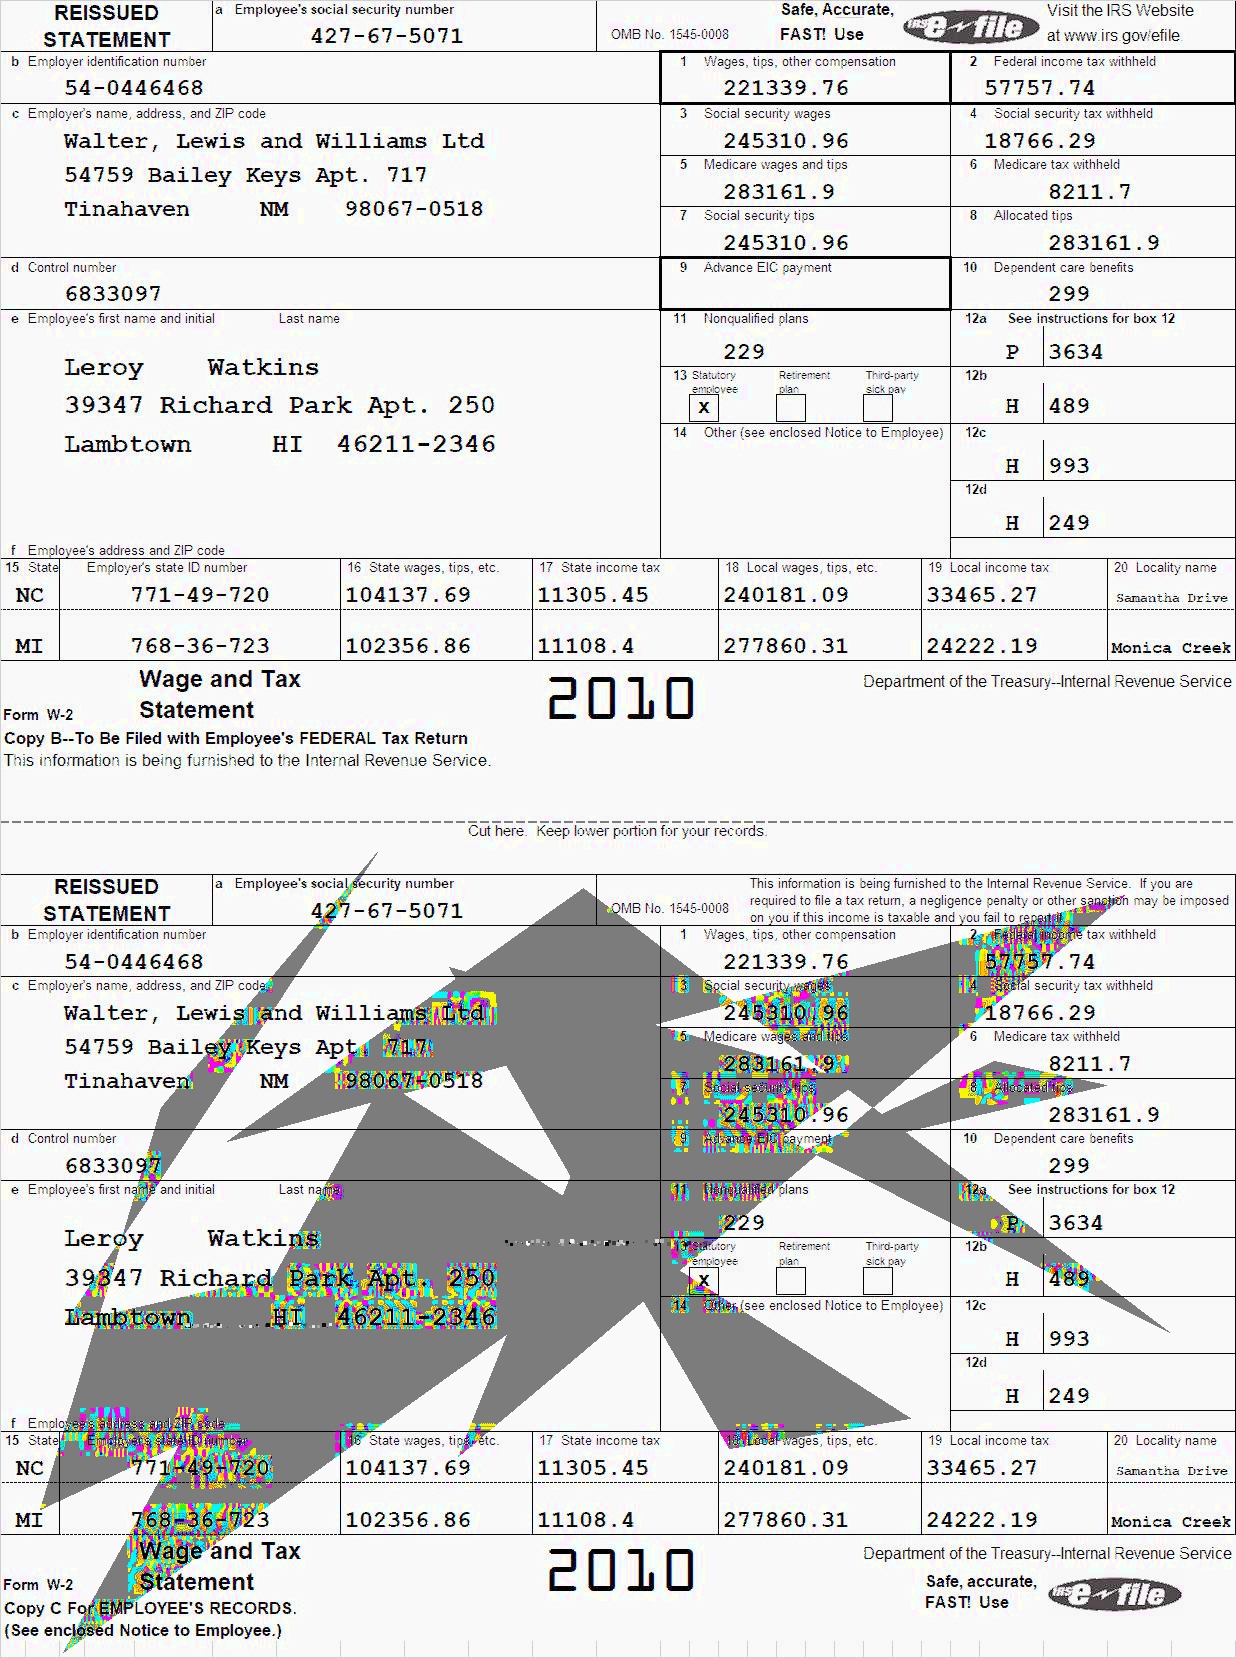 REISSUED STATEMENT
a Employee's social security number
427-67-5071
OMB No. 1545-0008
Safe, Accurate, FAST! Use
IRS e-file
Visit the IRS Website at www.irs.gov/efile
b Employer identification number
54-0446468
1 Wages, tips, other compensation
221339.76
2 Federal income tax withheld
57757.74
c Employer's name, address, and ZIP code
Walter, Lewis and Williams Ltd
54759 Bailey Keys Apt. 717
Tinahaven NM 98067-0518
3 Social security wages
245310.96
4 Social security tax withheld
18766.29
5 Medicare wages and tips
283161.9
6 Medicare tax withheld
8211.7
7 Social security tips
245310.96
8 Allocated tips
283161.9
d Control number
6833097
9 Advance EIC payment
10 Dependent care benefits
299
e Employee's first name and initial Last name
Leroy Watkins
39347 Richard Park Apt. 250
Lambtown HI 46211-2346
11 Nonqualified plans
229
12a See instructions for box 12
P 3634
13 Statutory employee Retirement plan Third-party sick pay
X
12b
H 489
14 Other (see enclosed Notice to Employee)
12c
H 993
12d
H 249
f Employee's address and ZIP code
15 State Employer's state ID number 16 State wages, tips, etc. 17 State income tax 18 Local wages, tips, etc. 19 Local income tax 20 Locality name
NC 771-49-720 104137.69 11305.45 240181.09 33465.27 Samantha Drive
MI 768-36-723 102356.86 11108.4 277860.31 24222.19 Monica Creek
Form W-2 Wage and Tax Statement
2010
Department of the Treasury--Internal Revenue Service
Copy B--To Be Filed with Employee's FEDERAL Tax Return
This information is being furnished to the Internal Revenue Service.
Cut here. Keep lower portion for your records.
REISSUED STATEMENT
a Employee's social security number
427-67-5071
OMB No. 1545-0008
This information is being furnished to the Internal Revenue Service. If you are
required to file a tax return, a negligence penalty or other sanction may be imposed
on you if this income is taxable and you fail to report it.
b Employer identification number
54-0446468
1 Wages, tips, other compensation
221339.76
2 Federal income tax withheld
57757.74
c Employer's name, address, and ZIP code
Walter, Lewis and Williams Ltd
54759 Bailey Keys Apt. 717
Tinahaven NM 98067-0518
3 Social security wages
245310.96
4 Social security tax withheld
18766.29
5 Medicare wages and tips
283161.9
6 Medicare tax withheld
8211.7
7 Social security tips
245310.96
8 Allocated tips
283161.9
d Control number
6833097
9 Advance EIC payment
10 Dependent care benefits
299
e Employee's first name and initial Last name
Leroy Watkins
39347 Richard Park Apt. 250
Lambtown HI 46211-2346
11 Nonqualified plans
229
12a See instructions for box 12
P 3634
13 Statutory employee Retirement plan Third-party sick pay
X
12b
H 489
14 Other (see enclosed Notice to Employee)
12c
H 993
12d
H 249
f Employee's address and ZIP code
15 State Employer's state ID number 16 State wages, tips, etc. 17 State income tax 18 Local wages, tips, etc. 19 Local income tax 20 Locality name
NC 771-49-720 104137.69 11305.45 240181.09 33465.27 Samantha Drive
MI 768-36-723 102356.86 11108.4 277860.31 24222.19 Monica Creek
Form W-2 Wage and Tax Statement
2010
Department of the Treasury--Internal Revenue Service
Safe, accurate, FAST! Use
IRS e-file
Copy C For EMPLOYEE'S RECORDS.
(See enclosed Notice to Employee.)